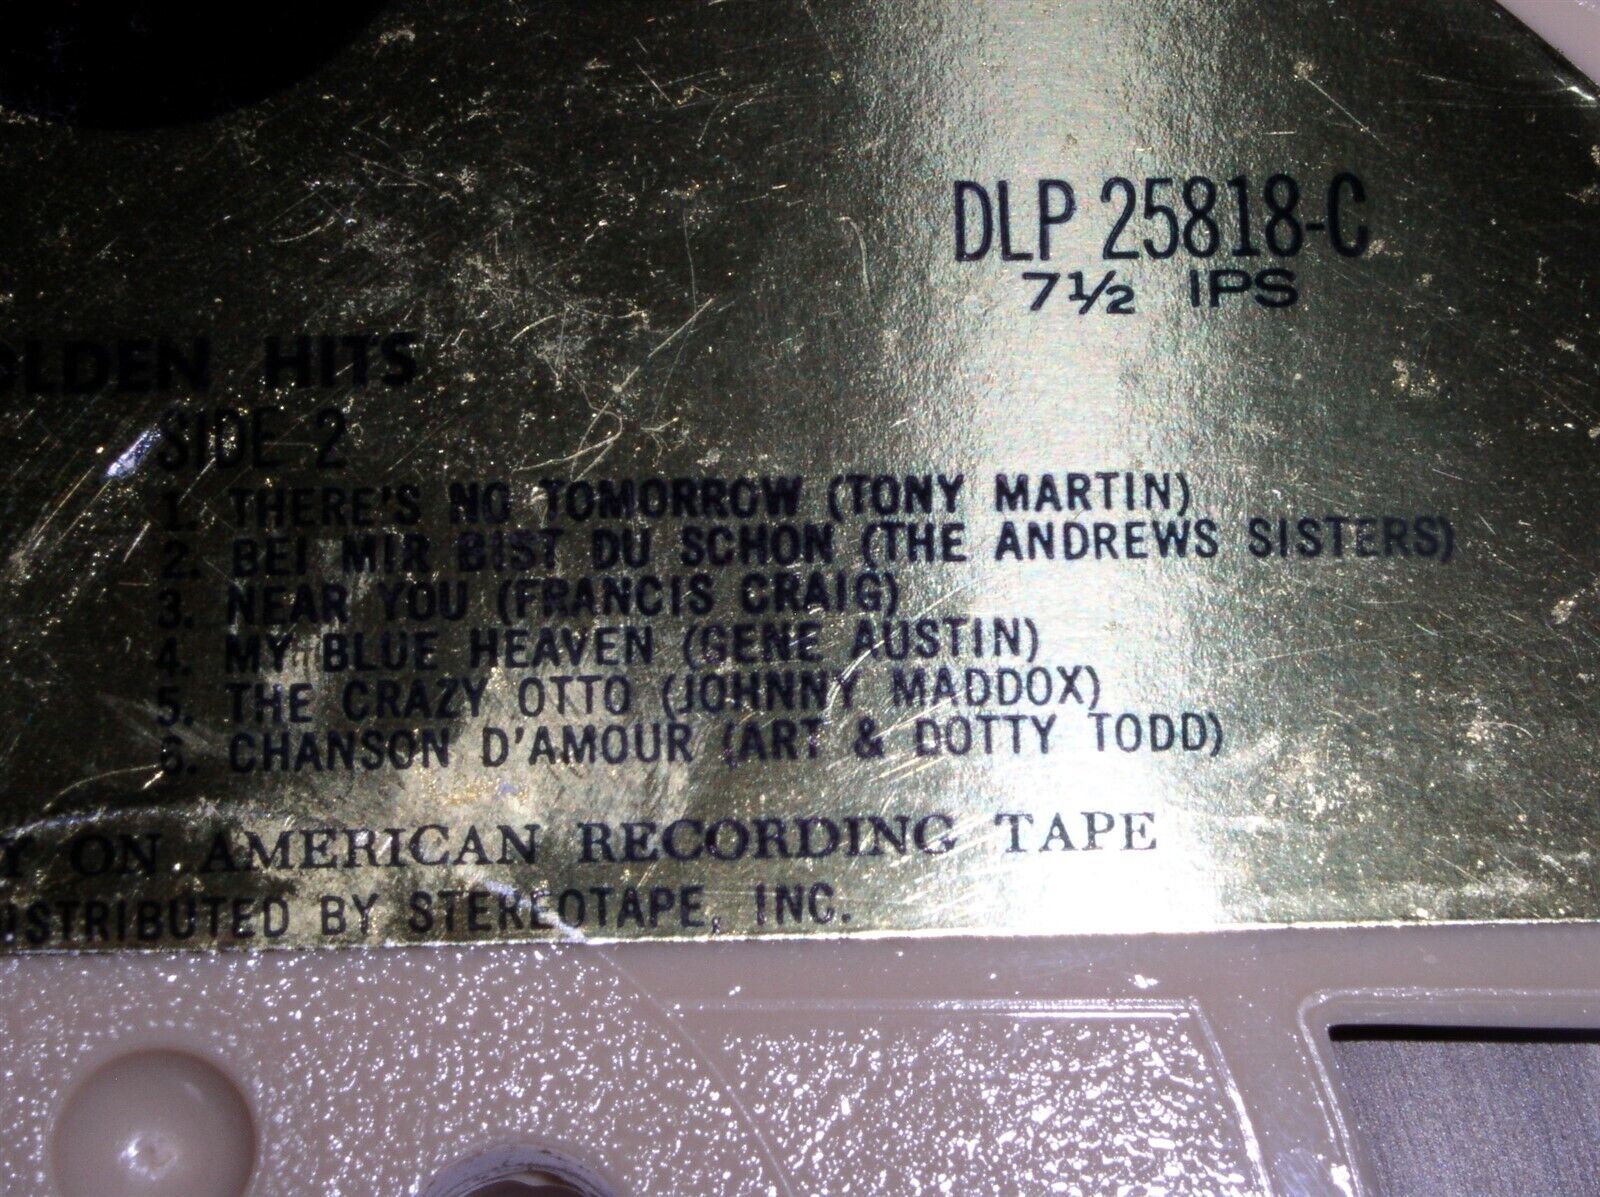 DLP 25818-C
7½ IPS
OLDEN HITS
SIDE 2
1. THERE'S NO TOMORROW (TONY MARTIN)
2. BEI MIR BIST DU SCHON (THE ANDREWS SISTERS)
3. NEAR YOU (FRANCIS CRAIG)
4. MY BLUE HEAVEN (GENE AUSTIN)
5. THE CRAZY OTTO (JOHNNY MADDOX)
6. CHANSON D'AMOUR (ART & DOTTY TODD)
Y ON AMERICAN RECORDING TAPE
DISTRIBUTED BY STEREOTAPE, INC.